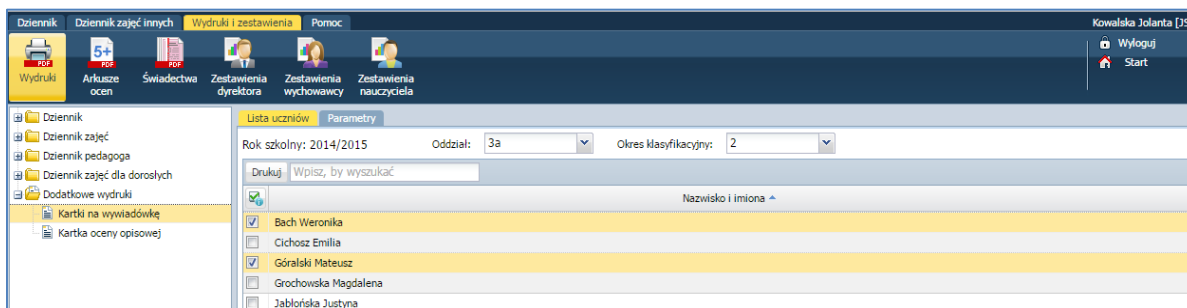 Dziennik Dziennik zajęć innych Wydruki i zestawienia Pomoc Kowalska Jolanta [JS
PDF 5+ PDF PDF Wyloguj
Wydruki Arkusze ocen Świadectwa Zestawienia dyrektora Zestawienia wychowawcy Zestawienia nauczyciela Start
Dziennik Lista uczniów Parametry
Dziennik zajęć Rok szkolny: 2014/2015 Oddział: 3a Okres klasyfikacyjny: 2
Dziennik pedagoga
Dziennik zajęć dla dorosłych Drukuj Wpisz, by wyszukać
Dodatkowe wydruki Nazwisko i imiona
Kartki na wywiadówkę Bach Weronika
Kartka oceny opisowej Cichosz Emilia
Góralski Mateusz
Grochowska Magdalena
Jabłońska Justyna